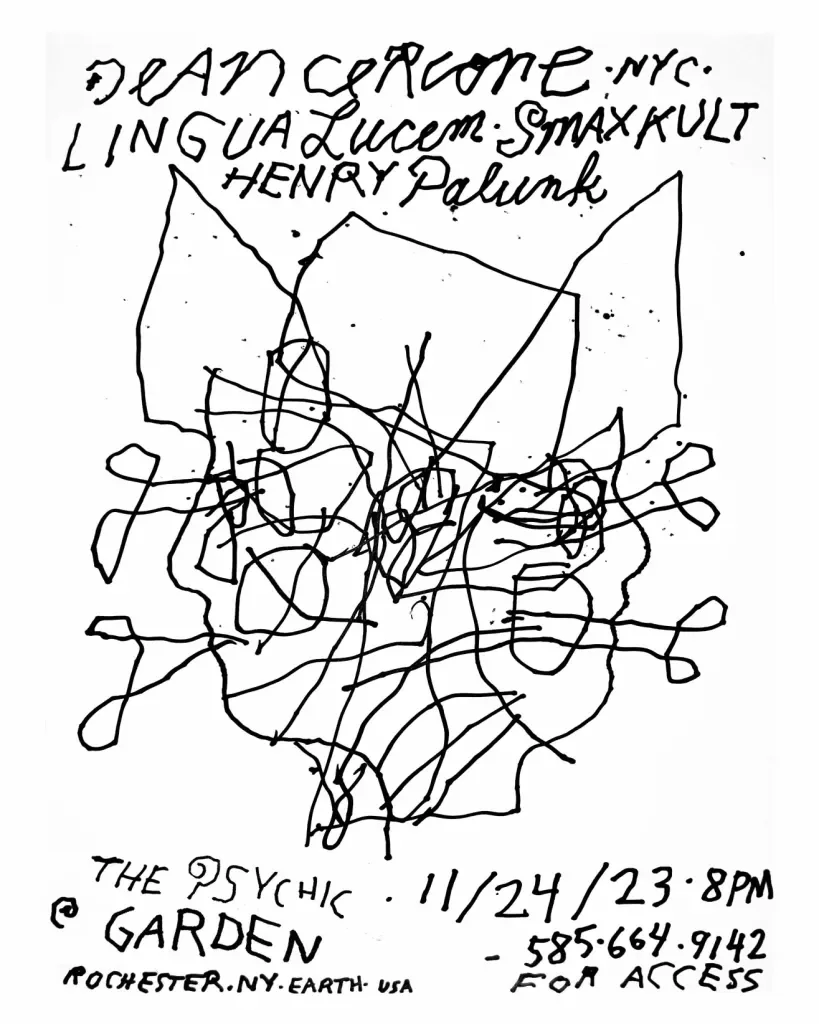 DeAN CeRconE · NYC ·
LINGUA Lucem · SMAXKULT
HENRY Palunk
THE PSYCHIC · 11/24/23 · 8PM
@ GARDEN - 585·664·9142
ROCHESTER · NY · EARTH · USA FOR ACCESS